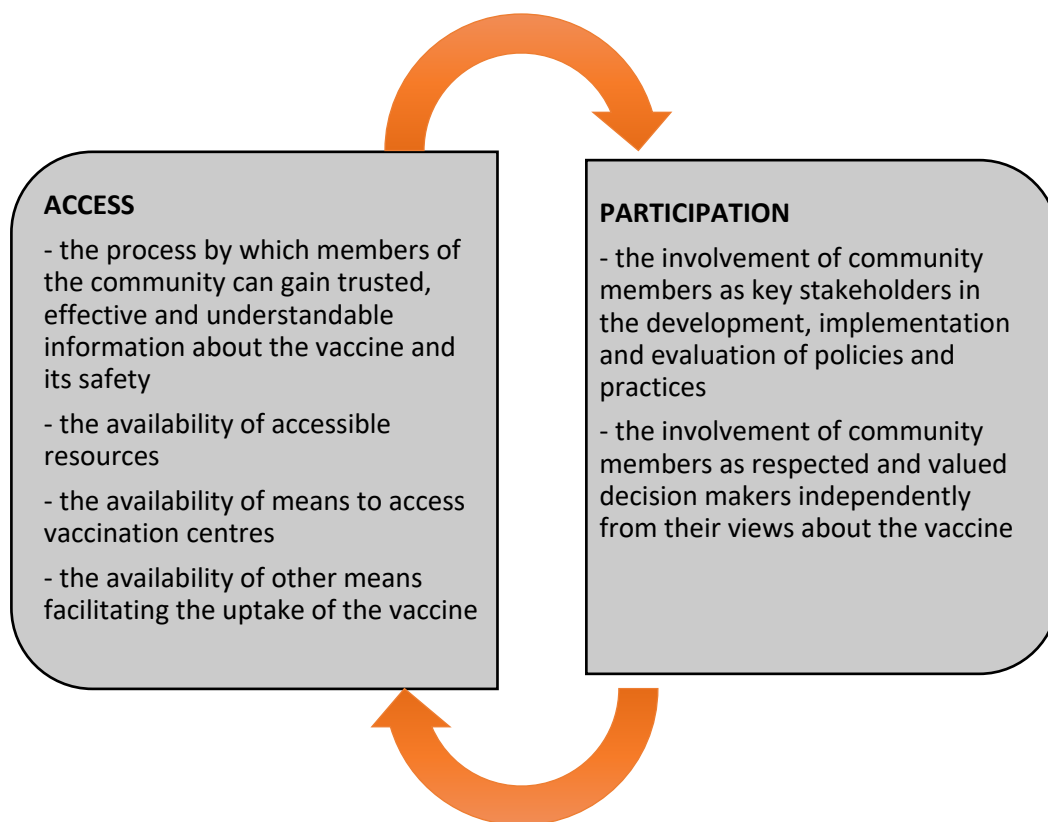 ACCESS
- the process by which members of
the community can gain trusted,
effective and understandable
information about the vaccine and
its safety
- the availability of accessible
resources
- the availability of means to access
vaccination centres
- the availability of other means
facilitating the uptake of the vaccine
PARTICIPATION
- the involvement of community
members as key stakeholders in
the development, implementation
and evaluation of policies and
practices
- the involvement of community
members as respected and valued
decision makers independently
from their views about the vaccine